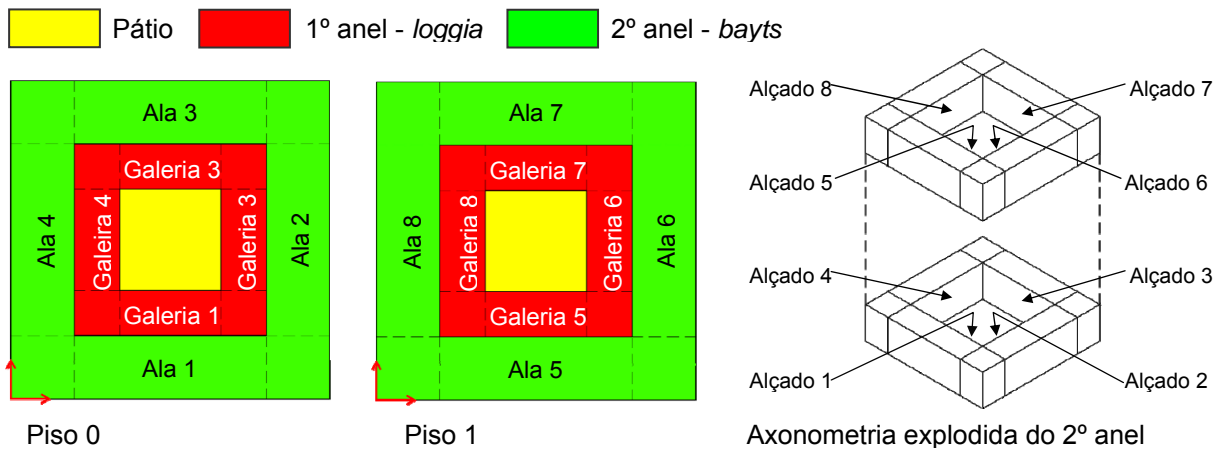 Pátio
1º anel - loggia
2º anel - bayts
Ala 3
Galeria 3
Ala 4
Galeira 4
Galeria 3
Ala 2
Galeria 1
Ala 1
Piso 0
Ala 7
Galeria 7
Ala 8
Galeria 8
Galeria 6
Ala 6
Galeria 5
Ala 5
Piso 1
Alçado 8
Alçado 7
Alçado 5
Alçado 6
Alçado 4
Alçado 3
Alçado 1
Alçado 2
Axonometria explodida do 2º anel